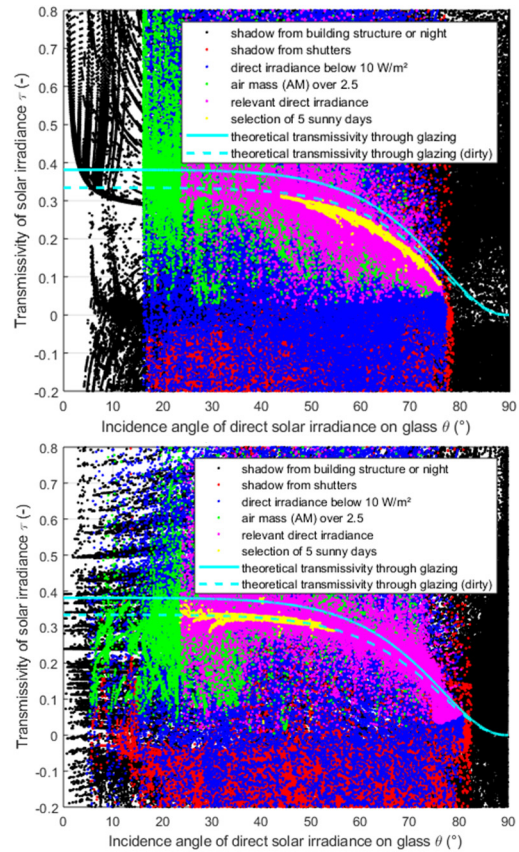 0.8
0.7
0.6
0.5
0.4
0.3
0.2
0.1
0
-0.1
-0.2
Transmissivity of solar irradiance τ (-)
shadow from building structure or night
shadow from shutters
direct irradiance below 10 W/m²
air mass (AM) over 2.5
relevant direct irradiance
selection of 5 sunny days
theoretical transmissivity through glazing
theoretical transmissivity through glazing (dirty)
0 10 20 30 40 50 60 70 80 90
Incidence angle of direct solar irradiance on glass θ (°)
0.8
0.7
0.6
0.5
0.4
0.3
0.2
0.1
0
-0.1
-0.2
Transmissivity of solar irradiance τ (-)
shadow from building structure or night
shadow from shutters
direct irradiance below 10 W/m²
air mass (AM) over 2.5
relevant direct irradiance
selection of 5 sunny days
theoretical transmissivity through glazing
theoretical transmissivity through glazing (dirty)
0 10 20 30 40 50 60 70 80 90
Incidence angle of direct solar irradiance on glass θ (°)